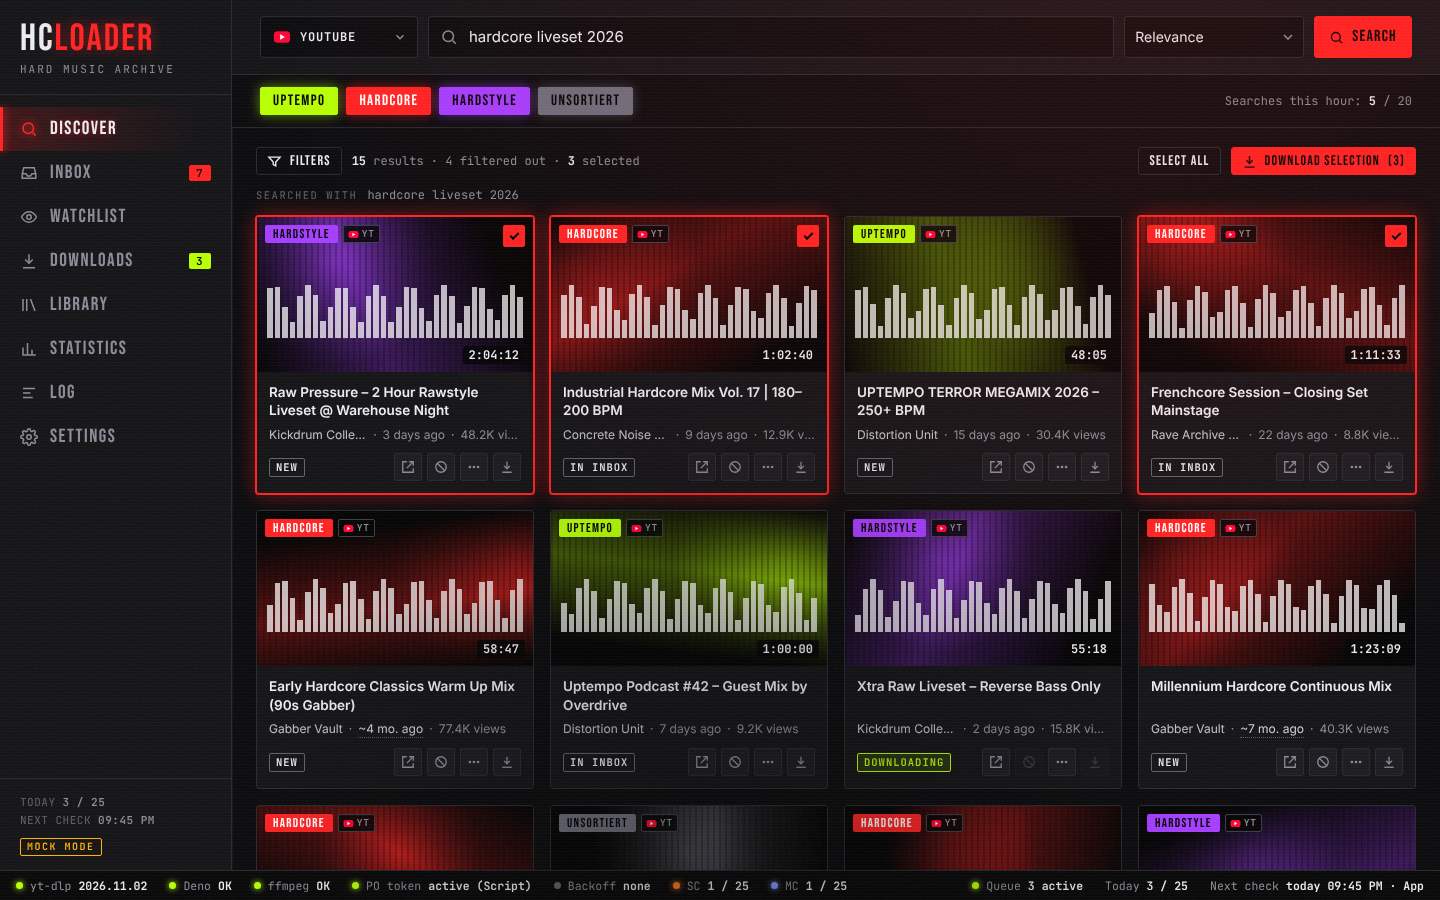 HCLOADER
HARD MUSIC ARCHIVE
DISCOVER
INBOX 7
WATCHLIST
DOWNLOADS 3
LIBRARY
STATISTICS
LOG
SETTINGS
TODAY 3 / 25
NEXT CHECK 09:45 PM
MOCK MODE
YOUTUBE
hardcore liveset 2026
Relevance
SEARCH
UPTEMPO HARDCORE HARDSTYLE UNSORTIERT
Searches this hour: 5 / 20
FILTERS 15 results · 4 filtered out · 3 selected
SELECT ALL DOWNLOAD SELECTION (3)
SEARCHED WITH hardcore liveset 2026
HARDSTYLE YT
2:04:12
Raw Pressure – 2 Hour Rawstyle
Liveset @ Warehouse Night
Kickdrum Colle... · 3 days ago · 48.2K vi...
NEW
HARDCORE YT
1:02:40
Industrial Hardcore Mix Vol. 17 | 180–
200 BPM
Concrete Noise ... · 9 days ago · 12.9K v...
IN INBOX
UPTEMPO YT
48:05
UPTEMPO TERROR MEGAMIX 2026 –
250+ BPM
Distortion Unit · 15 days ago · 30.4K views
NEW
HARDCORE YT
1:11:33
Frenchcore Session – Closing Set
Mainstage
Rave Archive ... · 22 days ago · 8.8K vie...
IN INBOX
HARDCORE YT
58:47
Early Hardcore Classics Warm Up Mix
(90s Gabber)
Gabber Vault · ~4 mo. ago · 77.4K views
NEW
UPTEMPO YT
1:00:00
Uptempo Podcast #42 – Guest Mix by
Overdrive
Distortion Unit · 7 days ago · 9.2K views
IN INBOX
HARDSTYLE YT
55:18
Xtra Raw Liveset – Reverse Bass Only
Kickdrum Colle... · 2 days ago · 15.8K vi...
DOWNLOADING
HARDCORE YT
1:23:09
Millennium Hardcore Continuous Mix
Gabber Vault · ~7 mo. ago · 40.3K views
NEW
HARDCORE YT
UNSORTIERT YT
HARDCORE YT
HARDSTYLE YT
yt-dlp 2026.11.02 Deno OK ffmpeg OK PO token active (Script) Backoff none SC 1 / 25 MC 1 / 25 Queue 3 active Today 3 / 25 Next check today 09:45 PM · App